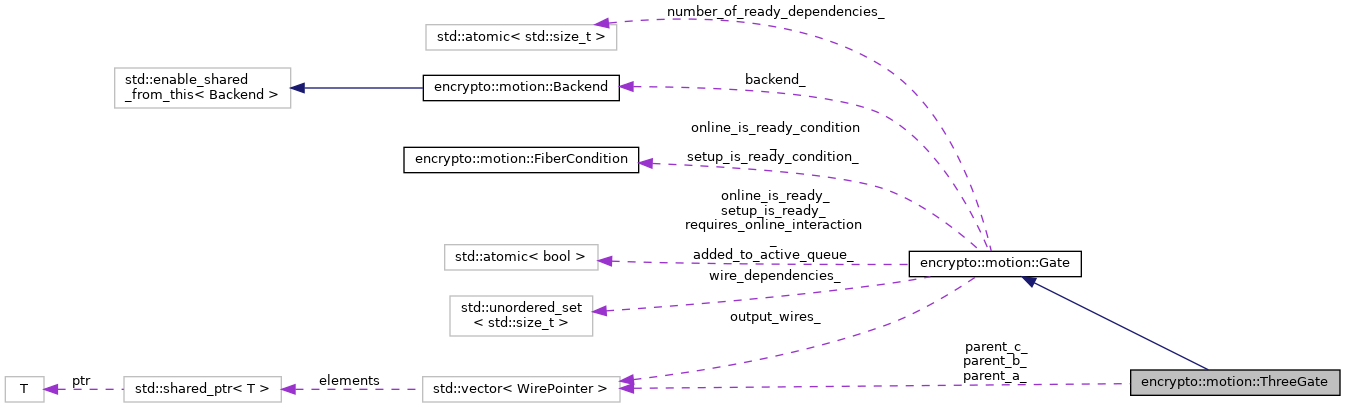 number_of_ready_dependencies_
std::atomic< std::size_t >
std::enable_shared
_from_this< Backend >
encrypto::motion::Backend
backend_
online_is_ready_condition
_
setup_is_ready_condition_
encrypto::motion::FiberCondition
online_is_ready_
setup_is_ready_
requires_online_interaction
_
added_to_active_queue_
std::atomic< bool >
encrypto::motion::Gate
wire_dependencies_
std::unordered_set
< std::size_t >
output_wires_
parent_c_
parent_b_
parent_a_
T
ptr
std::shared_ptr< T >
elements
std::vector< WirePointer >
encrypto::motion::ThreeGate